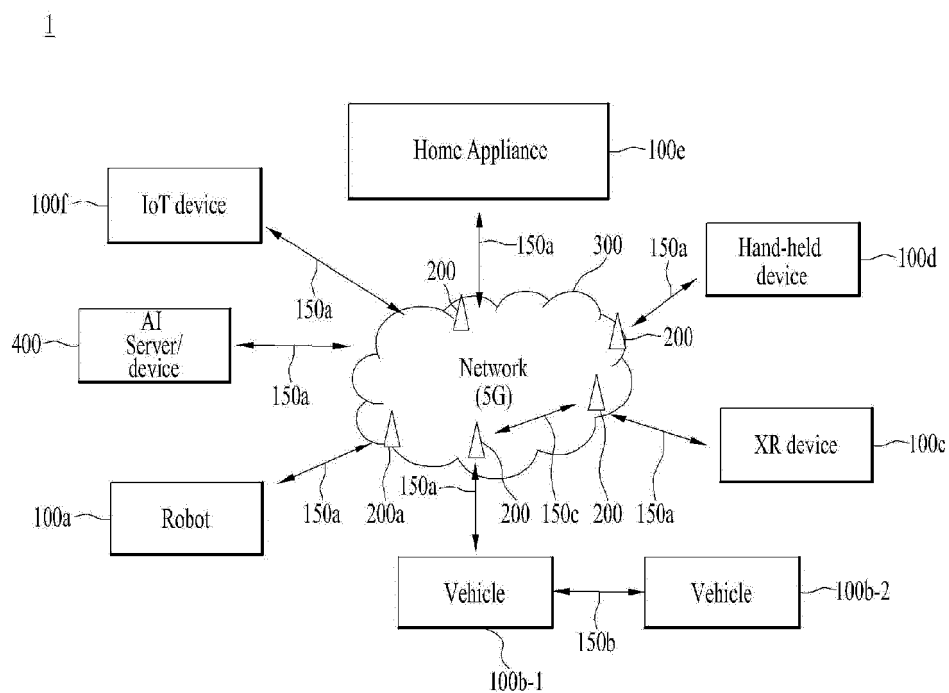 1
Home Appliance
100e
100f
IoT device
150a
300
150a
Hand-held
device
100d
200
150a
400
AI
Server/
device
150a
200
Network
(5G)
XR device
100c
150a
100a
Robot
150a
200a
150a
200
150c
200
150a
Vehicle
Vehicle
100b-2
150b
100b-1